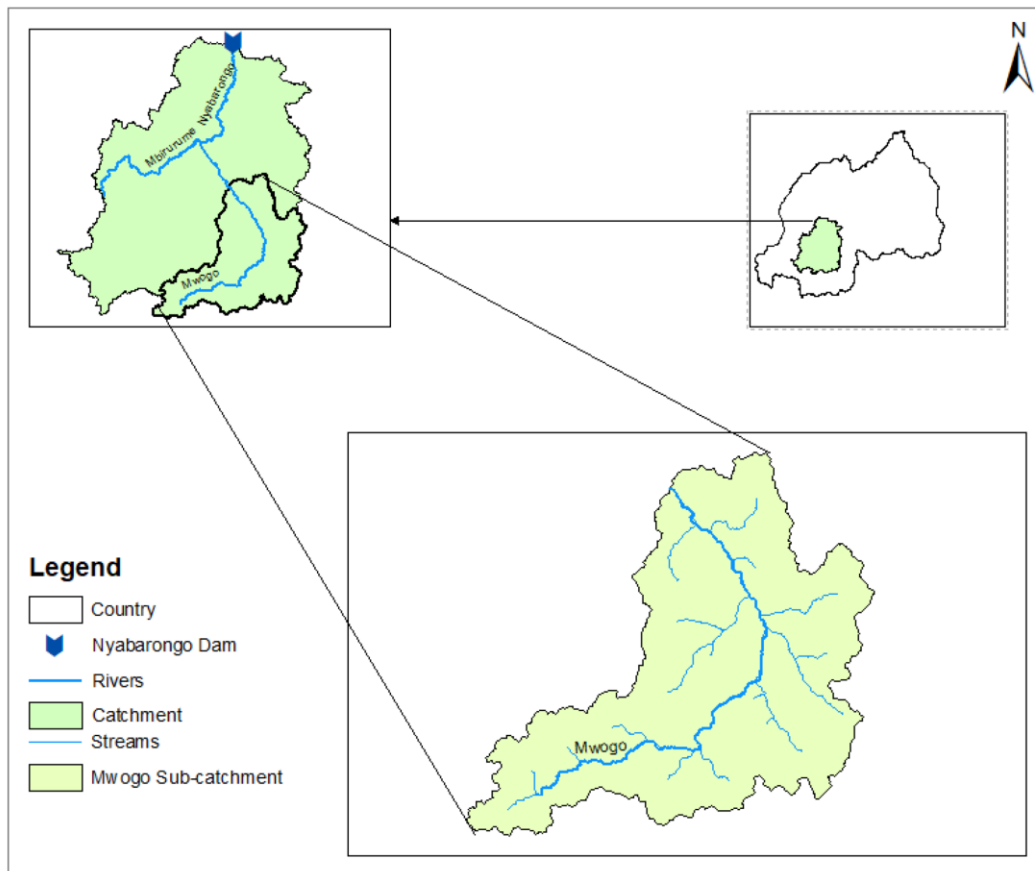 N
Nyabarongo
Mbirurume
Mwogo
Mwogo
Legend
Country
Nyabarongo Dam
Rivers
Catchment
Streams
Mwogo Sub-catchment